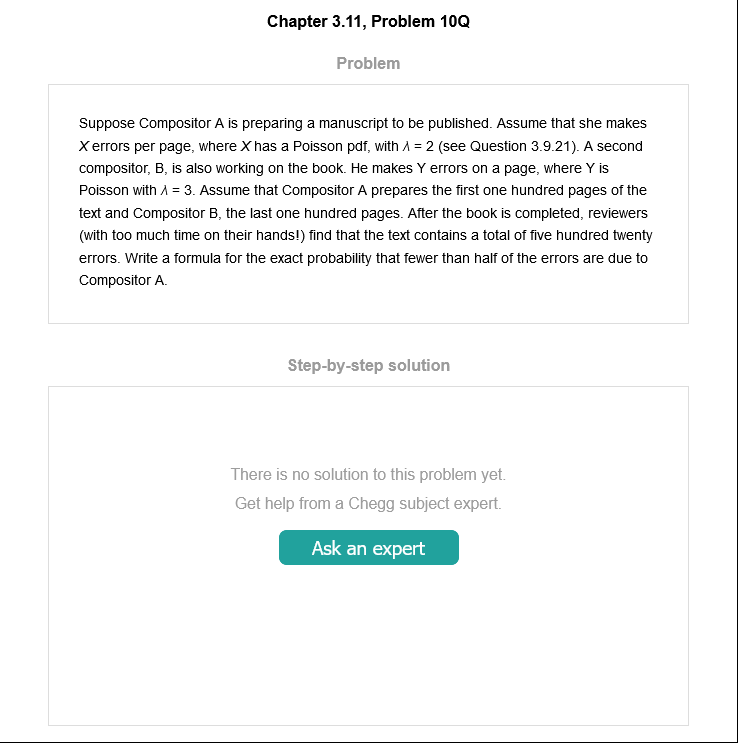 Chapter 3.11, Problem 10Q
Problem
Suppose Compositor A is preparing a manuscript to be published. Assume that she makes
X errors per page, where X has a Poisson pdf, with λ = 2 (see Question 3.9.21). A second
compositor, B, is also working on the book. He makes Y errors on a page, where Y is
Poisson with λ = 3. Assume that Compositor A prepares the first one hundred pages of the
text and Compositor B, the last one hundred pages. After the book is completed, reviewers
(with too much time on their hands!) find that the text contains a total of five hundred twenty
errors. Write a formula for the exact probability that fewer than half of the errors are due to
Compositor A.
Step-by-step solution
There is no solution to this problem yet.
Get help from a Chegg subject expert.
Ask an expert